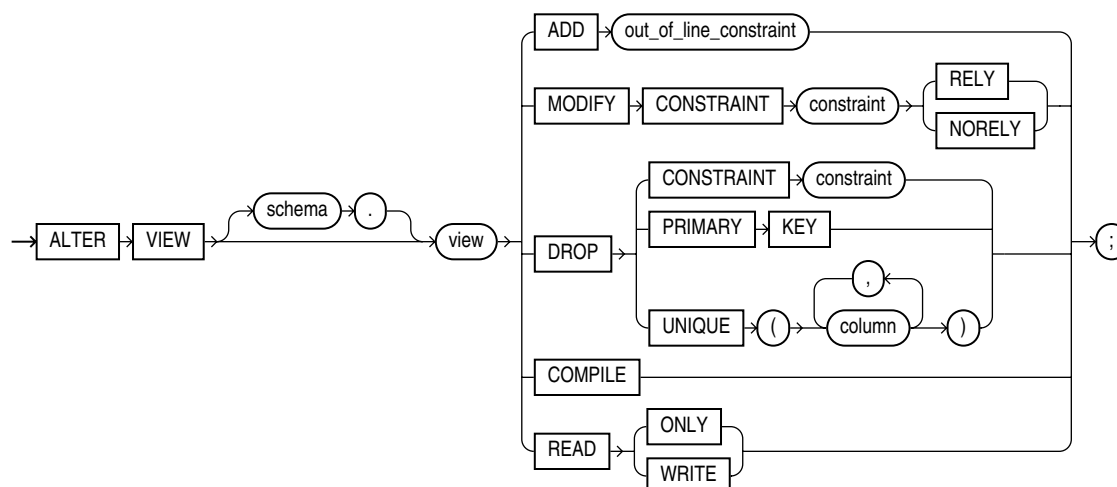 ADD out_of_line_constraint
RELY
MODIFY CONSTRAINT constraint
NORELY
CONSTRAINT constraint
schema .
PRIMARY KEY
ALTER VIEW view DROP ;
,
UNIQUE ( column )
COMPILE
ONLY
READ
WRITE